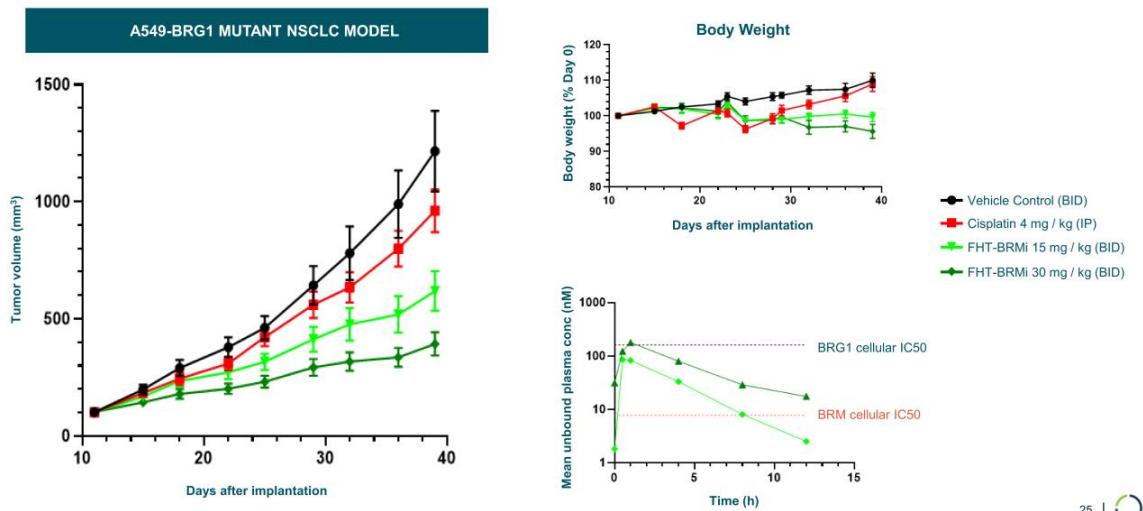 A549-BRG1 MUTANT NSCLC MODEL
1500
1000
500
0
10
20
30
40
Tumor volume (mm³)
Days after implantation
Body Weight
120
110
100
90
80
10
20
30
40
Body weight (% Day 0)
Days after implantation
Vehicle Control (BID)
Cisplatin 4 mg / kg (IP)
FHT-BRMi 15 mg / kg (BID)
FHT-BRMi 30 mg / kg (BID)
1000
100
10
1
0
5
10
15
Mean unbound plasma conc (nM)
BRG1 cellular IC50
BRM cellular IC50
Time (h)
25 |